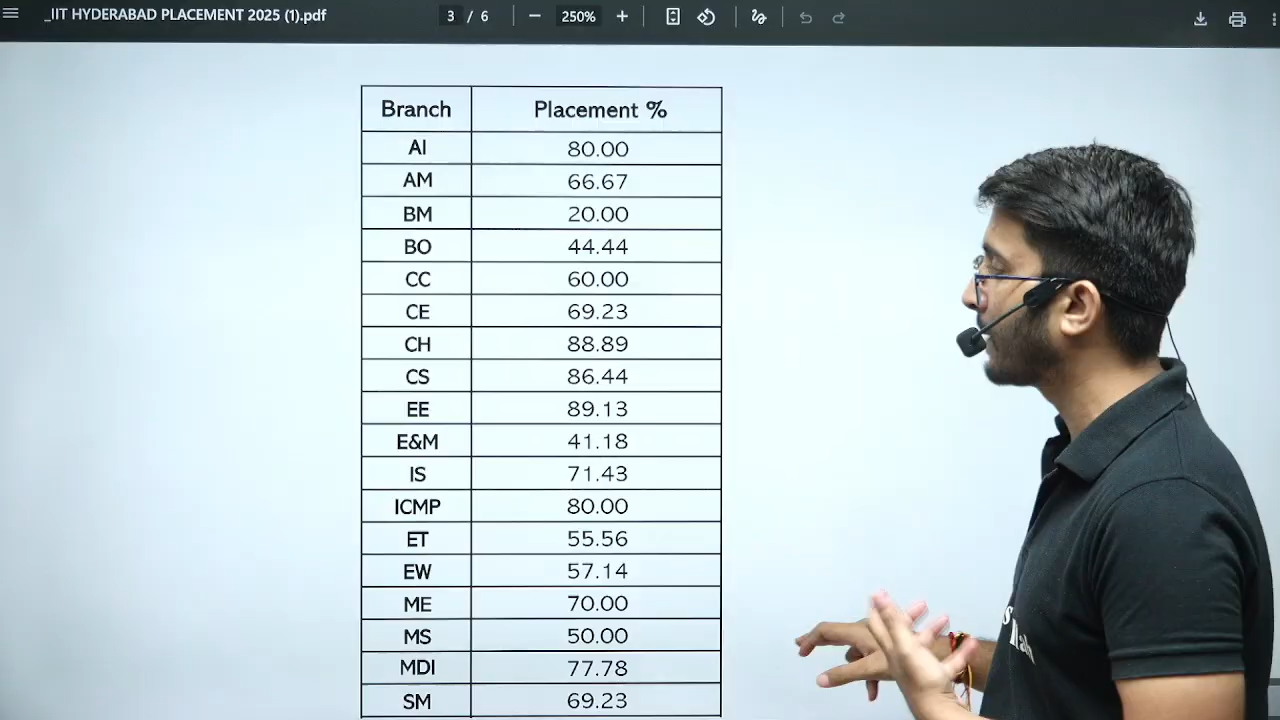 _IIT HYDERABAD PLACEMENT 2025 (1).pdf
3 / 6
250%
Branch Placement %
AI 80.00
AM 66.67
BM 20.00
BO 44.44
CC 60.00
CE 69.23
CH 88.89
CS 86.44
EE 89.13
E&M 41.18
IS 71.43
ICMP 80.00
ET 55.56
EW 57.14
ME 70.00
MS 50.00
MDI 77.78
SM 69.23